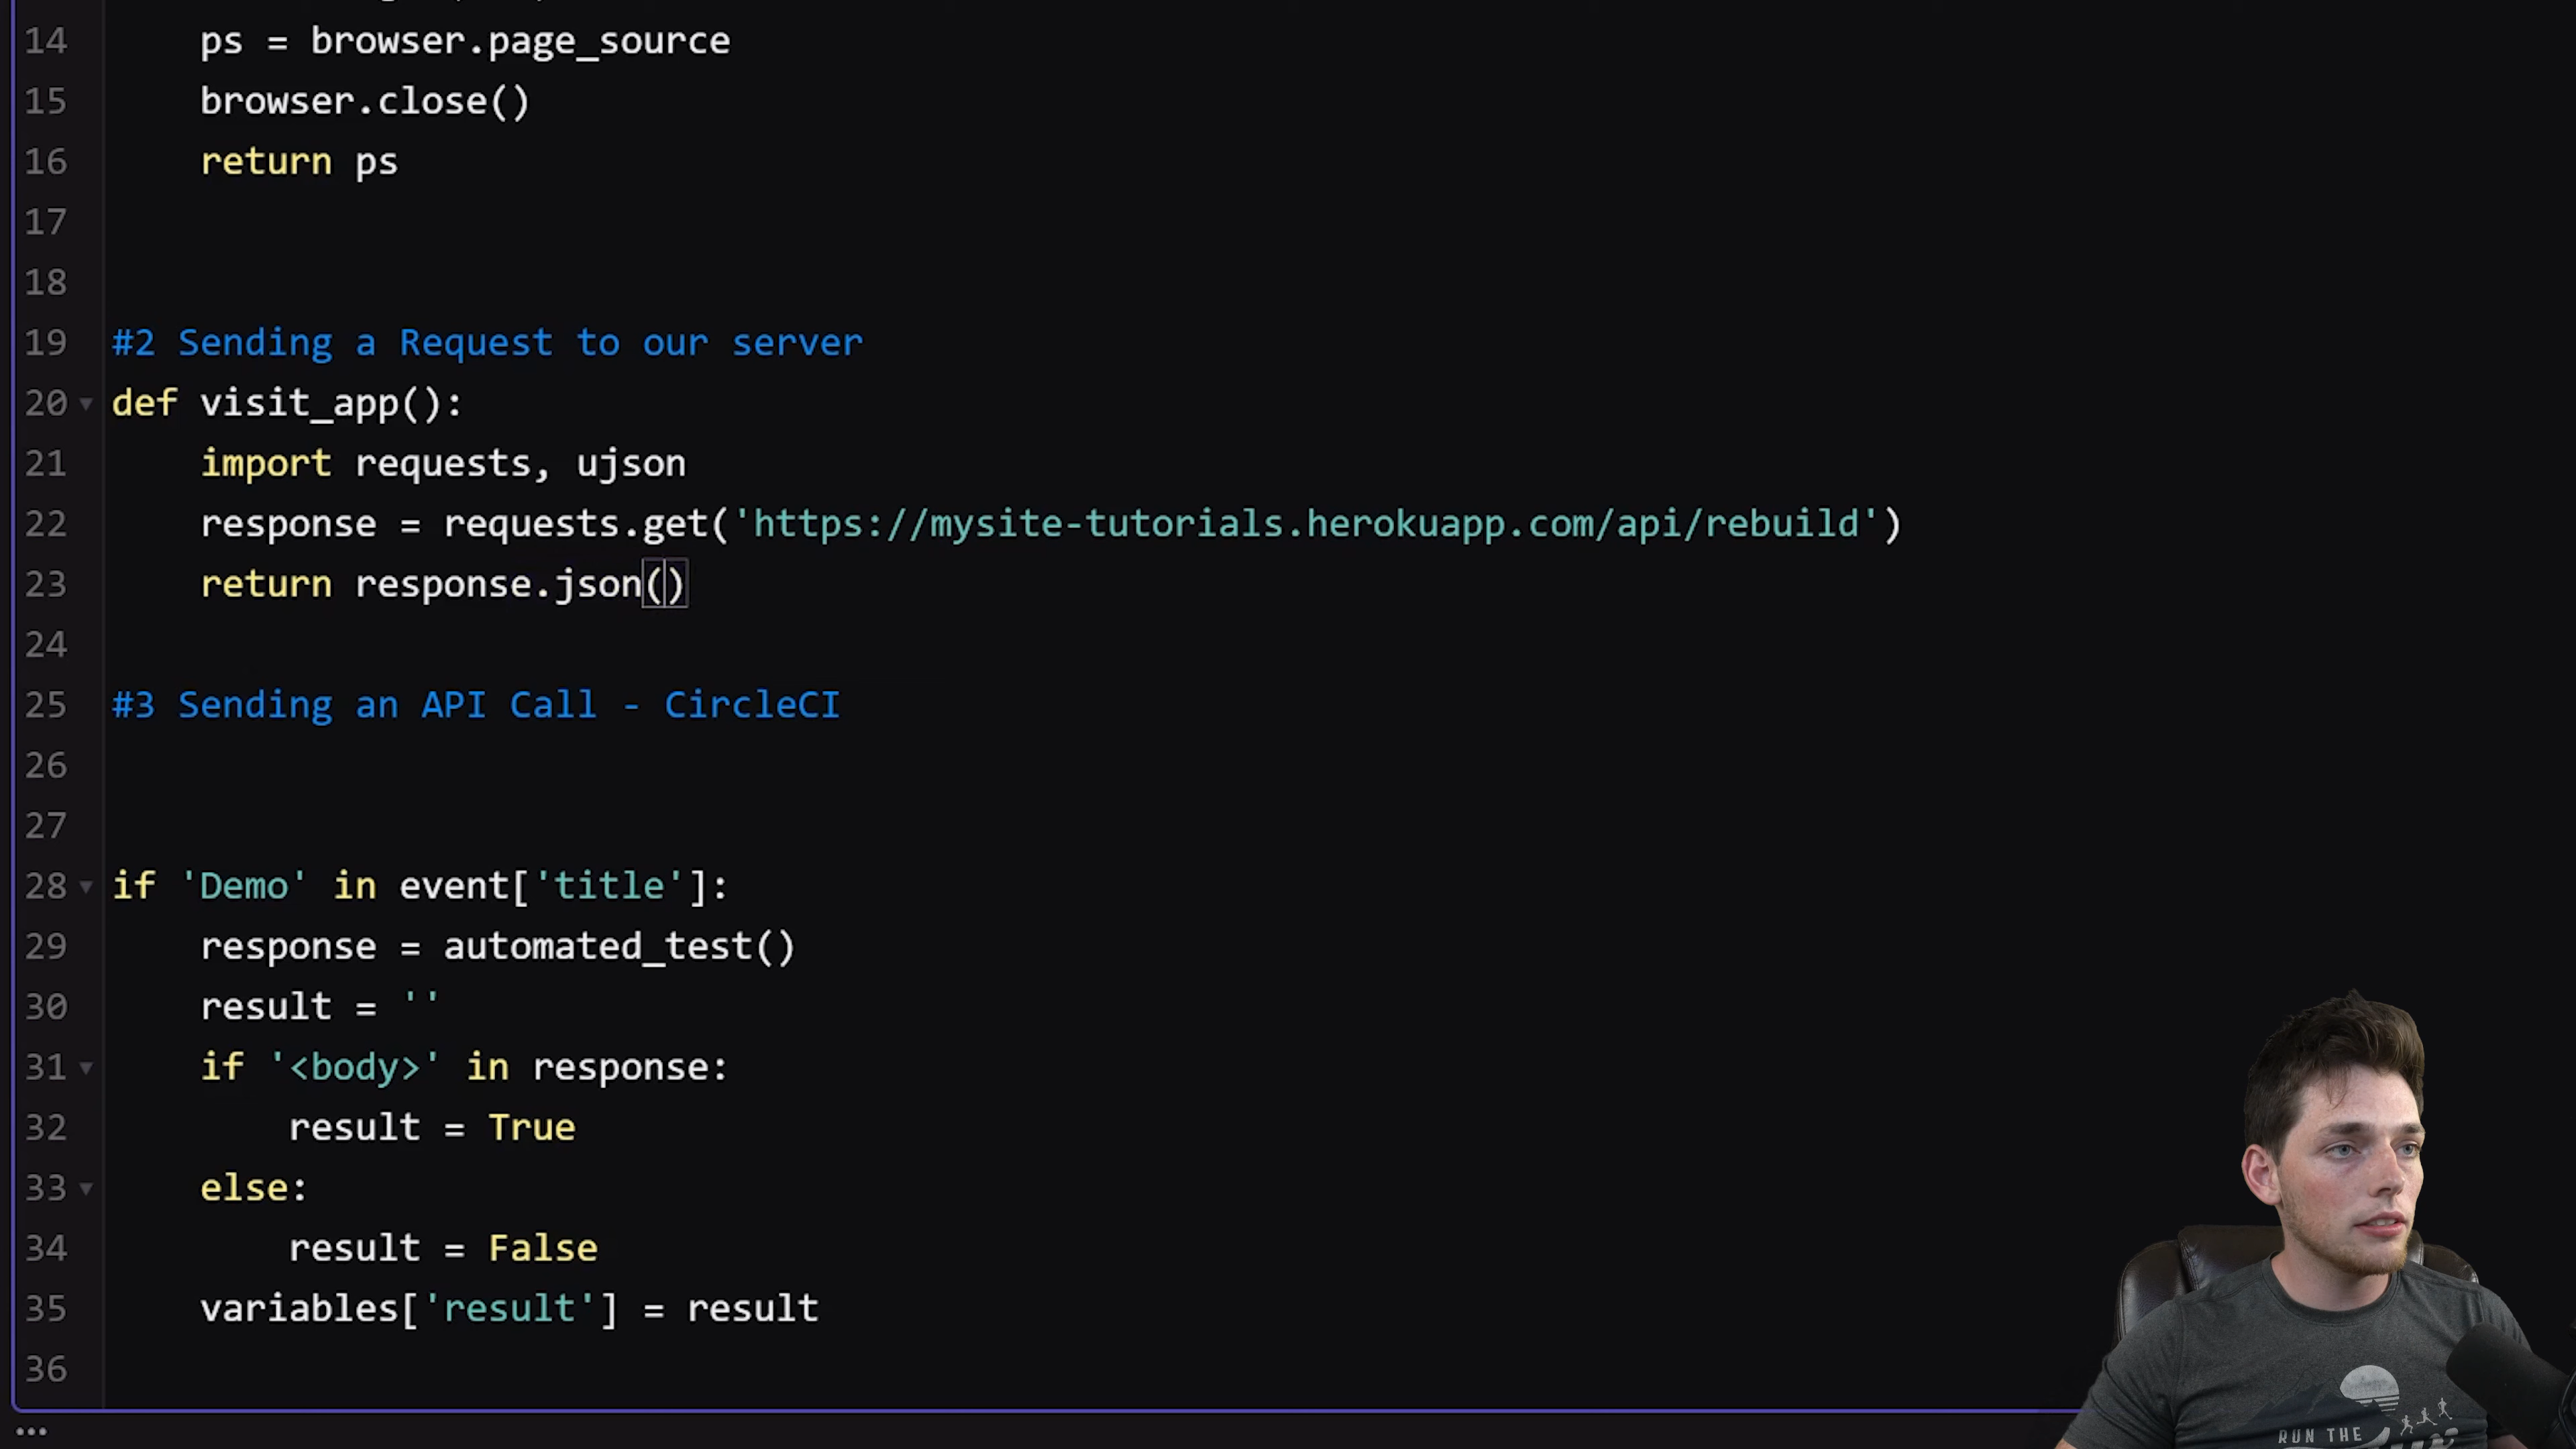 14 ps = browser.page_source
15 browser.close()
16 return ps
17
18
19 #2 Sending a Request to our server
20 def visit_app():
21 import requests, ujson
22 response = requests.get('https://mysite-tutorials.herokuapp.com/api/rebuild')
23 return response.json()
24
25 #3 Sending an API Call - CircleCI
26
27
28 if 'Demo' in event['title']:
29 response = automated_test()
30 result = ''
31 if '<body>' in response:
32 result = True
33 else:
34 result = False
35 variables['result'] = result
36
...
RUN THE